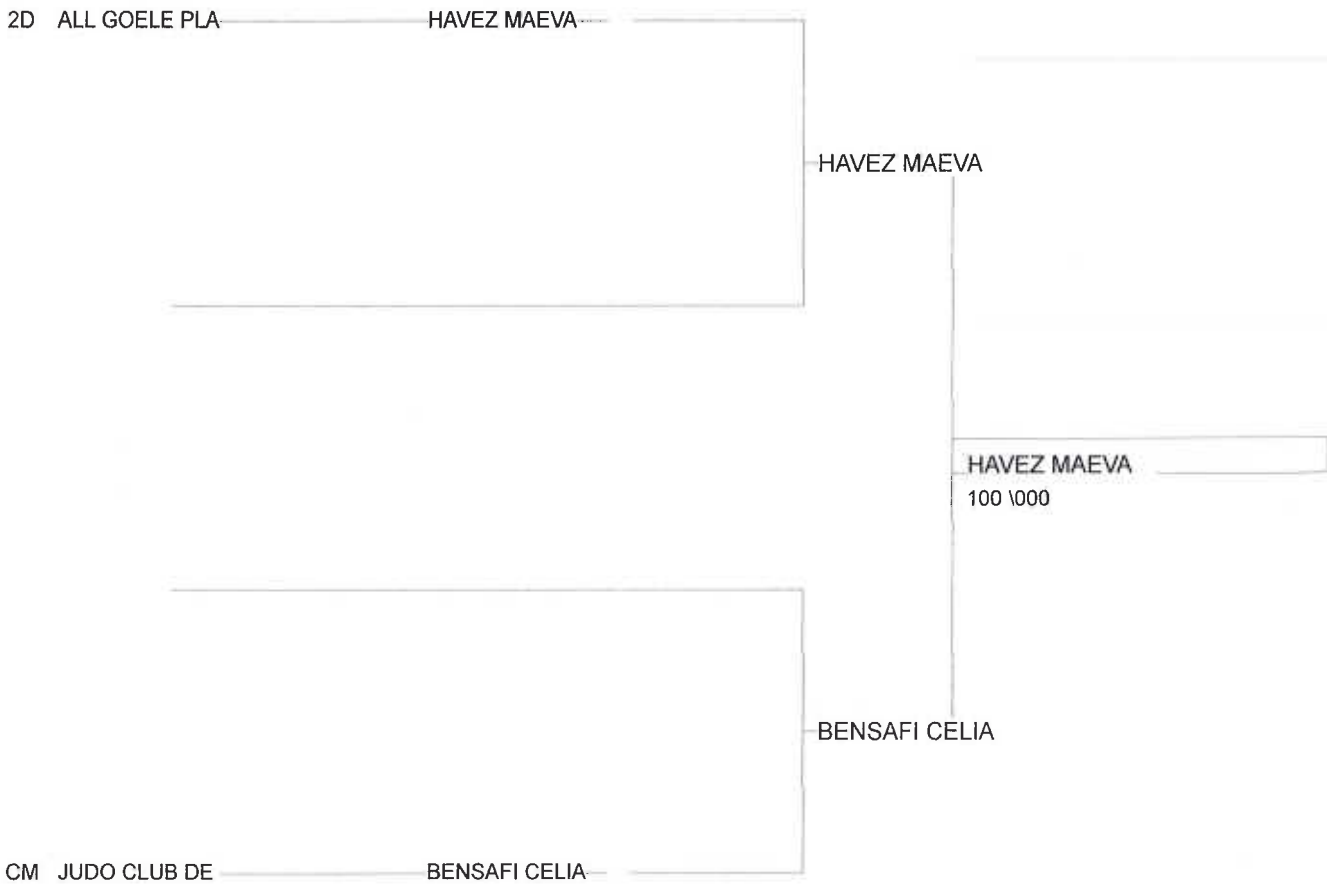 2D ALL GOELE PLA HAVEZ MAEVA
HAVEZ MAEVA
HAVEZ MAEVA
100 \000
BENSAFI CELIA
CM JUDO CLUB DE BENSAFI CELIA